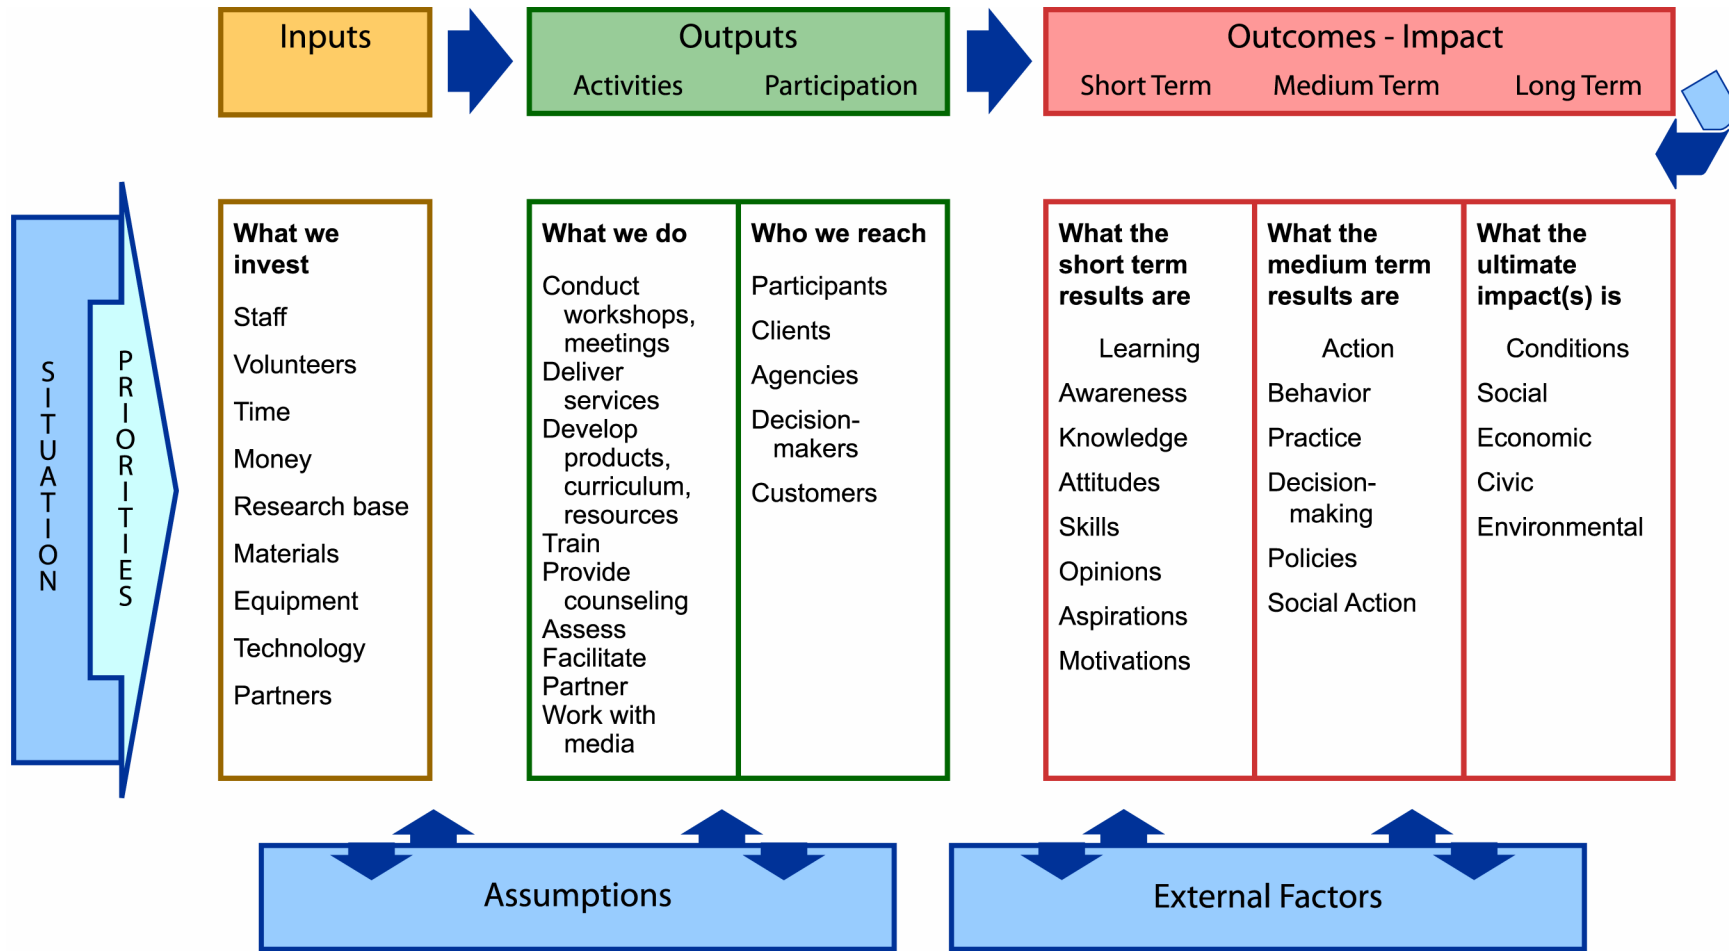 Inputs
Outputs
Activities
Participation
Outcomes - Impact
Short Term
Medium Term
Long Term
SITUATION
PRIORITIES
What we
invest
Staff
Volunteers
Time
Money
Research base
Materials
Equipment
Technology
Partners
What we do
Conduct
workshops,
meetings
Deliver
services
Develop
products,
curriculum,
resources
Train
Provide
counseling
Assess
Facilitate
Partner
Work with
media
Who we reach
Participants
Clients
Agencies
Decision-
makers
Customers
What the
short term
results are
Learning
Awareness
Knowledge
Attitudes
Skills
Opinions
Aspirations
Motivations
What the
medium term
results are
Action
Behavior
Practice
Decision-
making
Policies
Social Action
What the
ultimate
impact(s) is
Conditions
Social
Economic
Civic
Environmental
Assumptions
External Factors